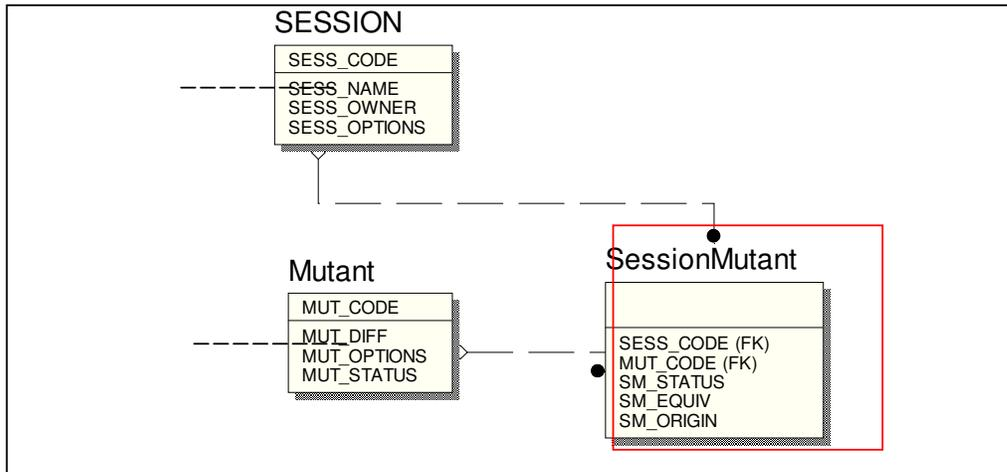 SESSION
SESS_CODE
SESS_NAME
SESS_OWNER
SESS_OPTIONS
Mutant
MUT_CODE
MUT_DIFF
MUT_OPTIONS
MUT_STATUS
SessionMutant
SESS_CODE (FK)
MUT_CODE (FK)
SM_STATUS
SM_EQUIV
SM_ORIGIN